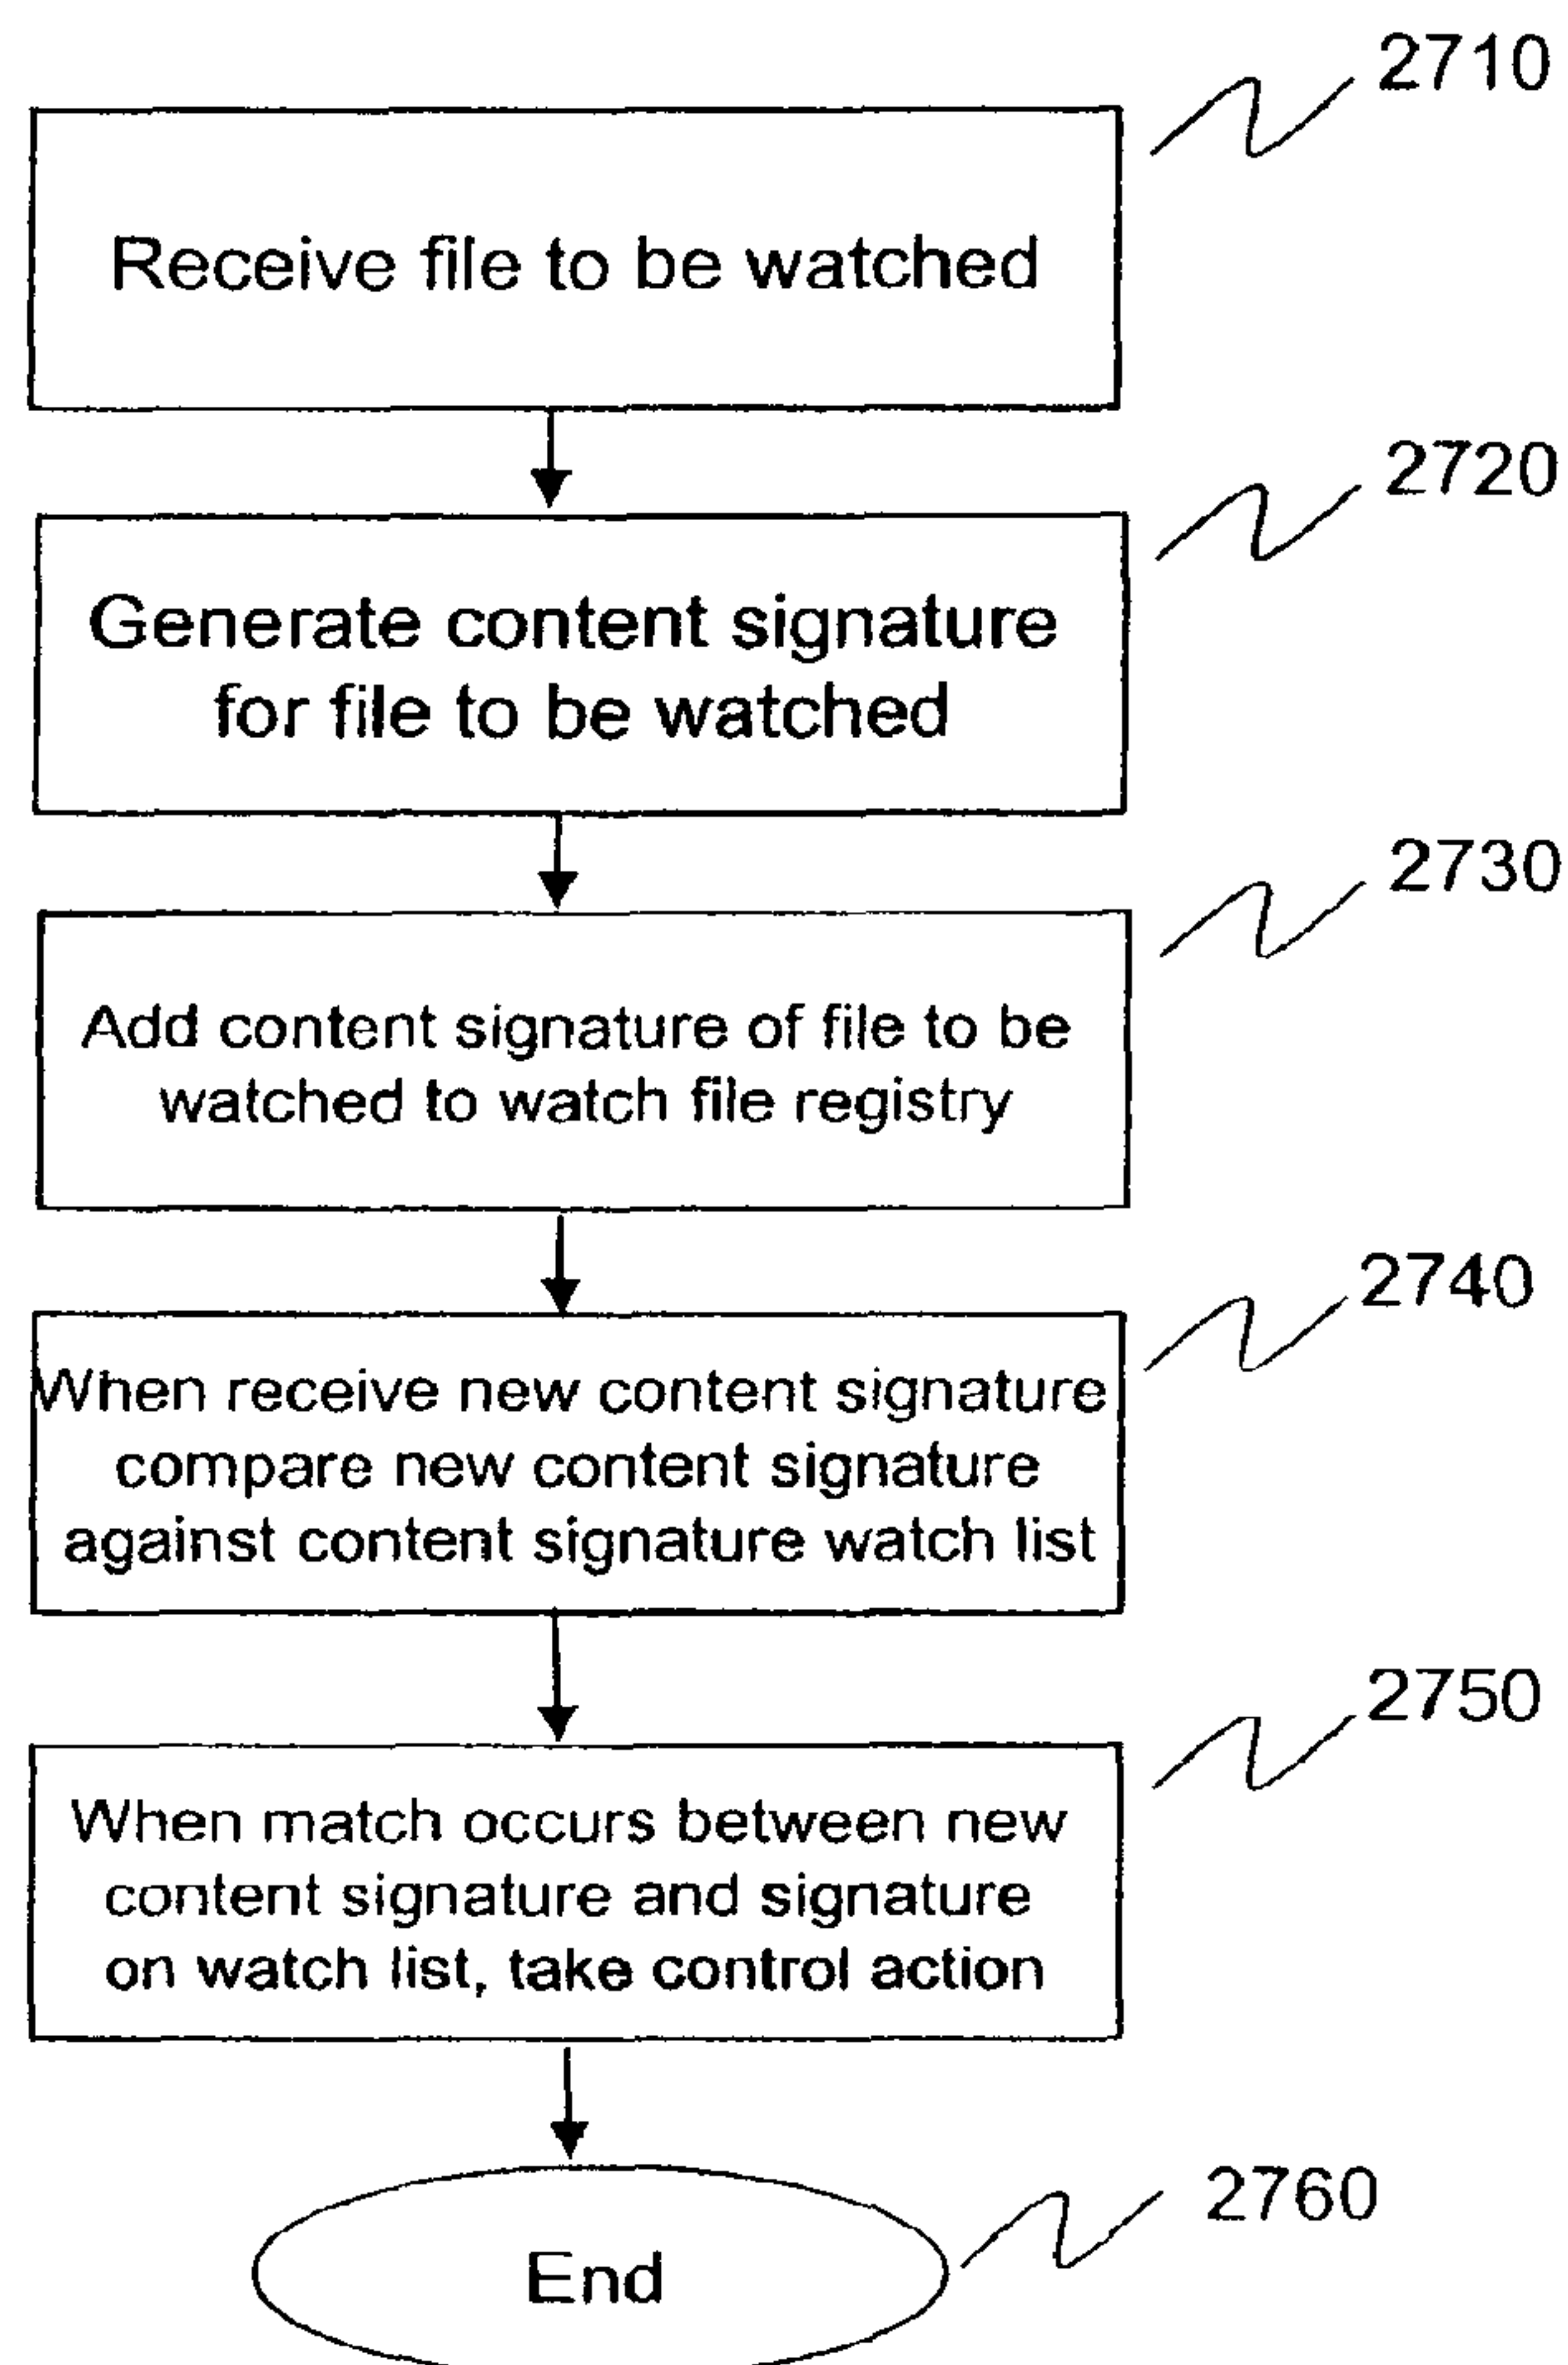 2710
Receive file to be watched
2720
Generate content signature
for file to be watched
2730
Add content signature of file to be
watched to watch file registry
2740
When receive new content signature
compare new content signature
against content signature watch list
2750
When match occurs between new
content signature and signature
on watch list, take control action
2760
End